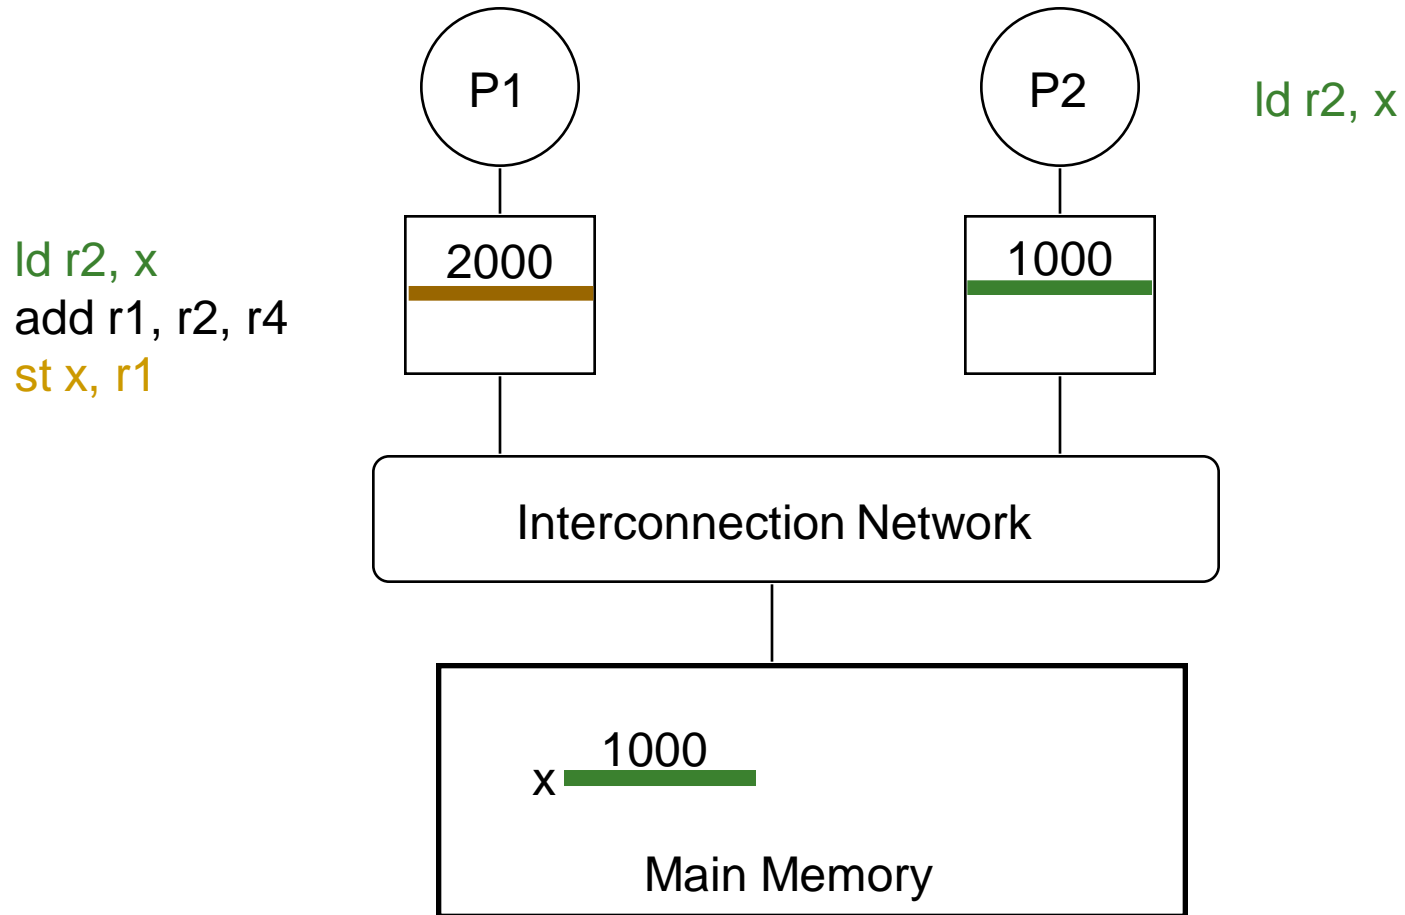 P1
P2
ld r2, x
ld r2, x
add r1, r2, r4
st x, r1
2000
1000
Interconnection Network
1000
x
Main Memory